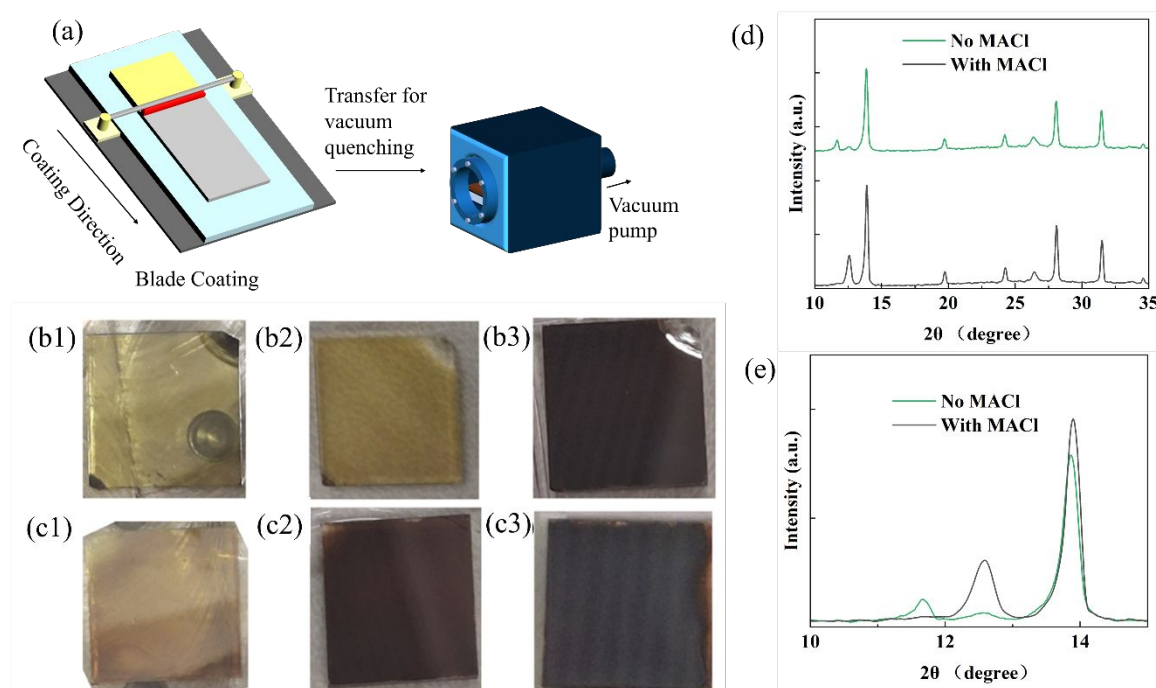 (a)
Coating Direction
Blade Coating
Transfer for
vacuum
quenching
Vacuum
pump
(b1)
(b2)
(b3)
(c1)
(c2)
(c3)
(d)
No MACl
With MACl
Intensity (a.u.)
10 15 20 25 30 35
2θ （degree）
(e)
No MACl
With MACl
Intensity (a.u.)
10 12 14
2θ （degree）